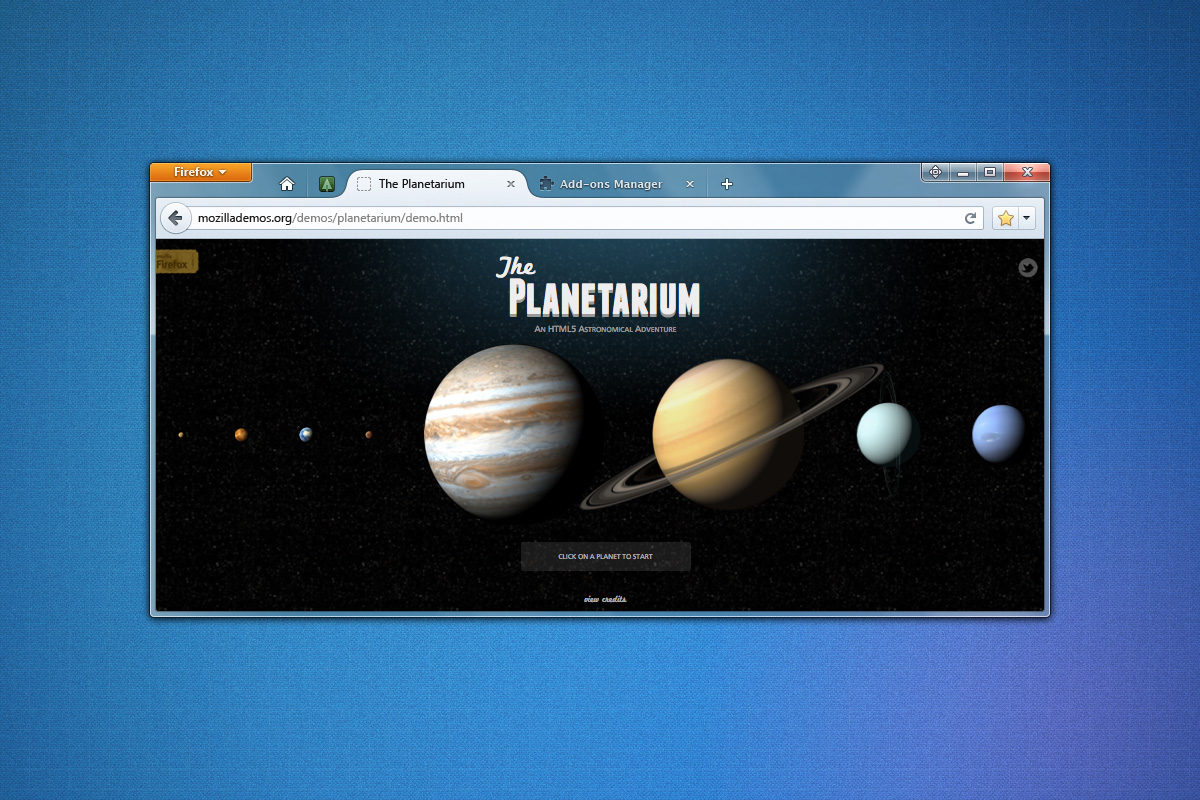 Firefox
The Planetarium
Add-ons Manager
mozillademos.org/demos/planetarium/demo.html
mozilla
Firefox
The
PLANETARIUM
AN HTML5 ASTRONOMICAL ADVENTURE
CLICK ON A PLANET TO START
view credits